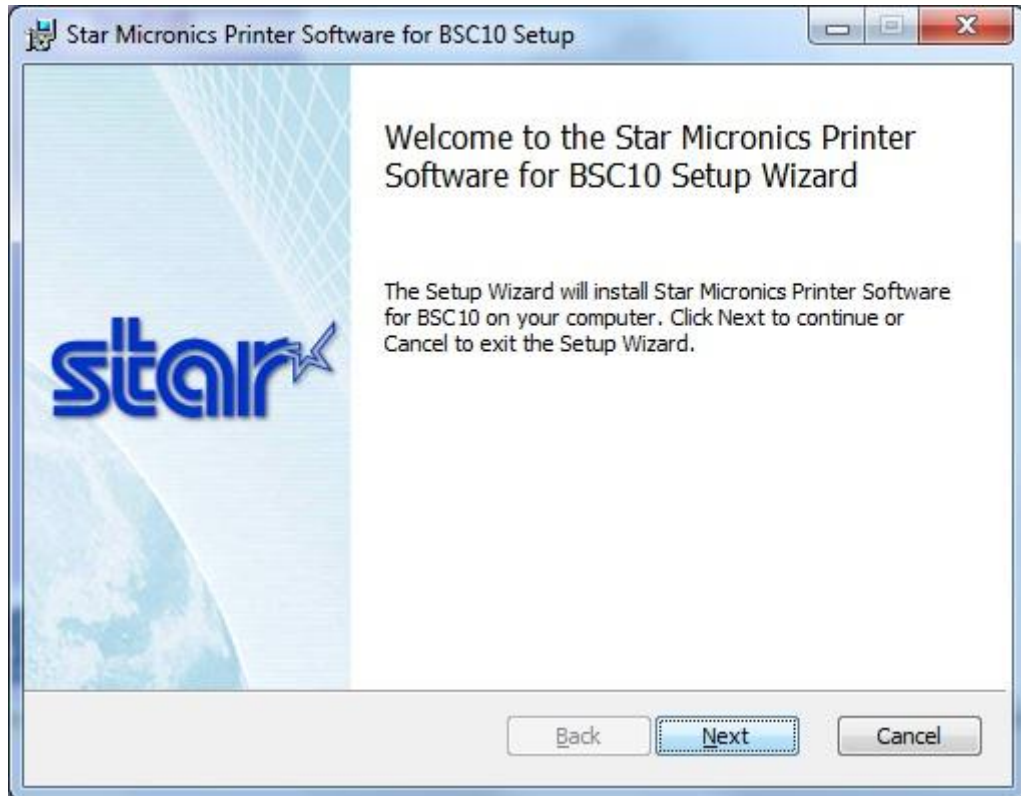 Star Micronics Printer Software for BSC10 Setup
Welcome to the Star Micronics Printer
Software for BSC10 Setup Wizard
The Setup Wizard will install Star Micronics Printer Software
for BSC10 on your computer. Click Next to continue or
Cancel to exit the Setup Wizard.
star
Back
Next
Cancel